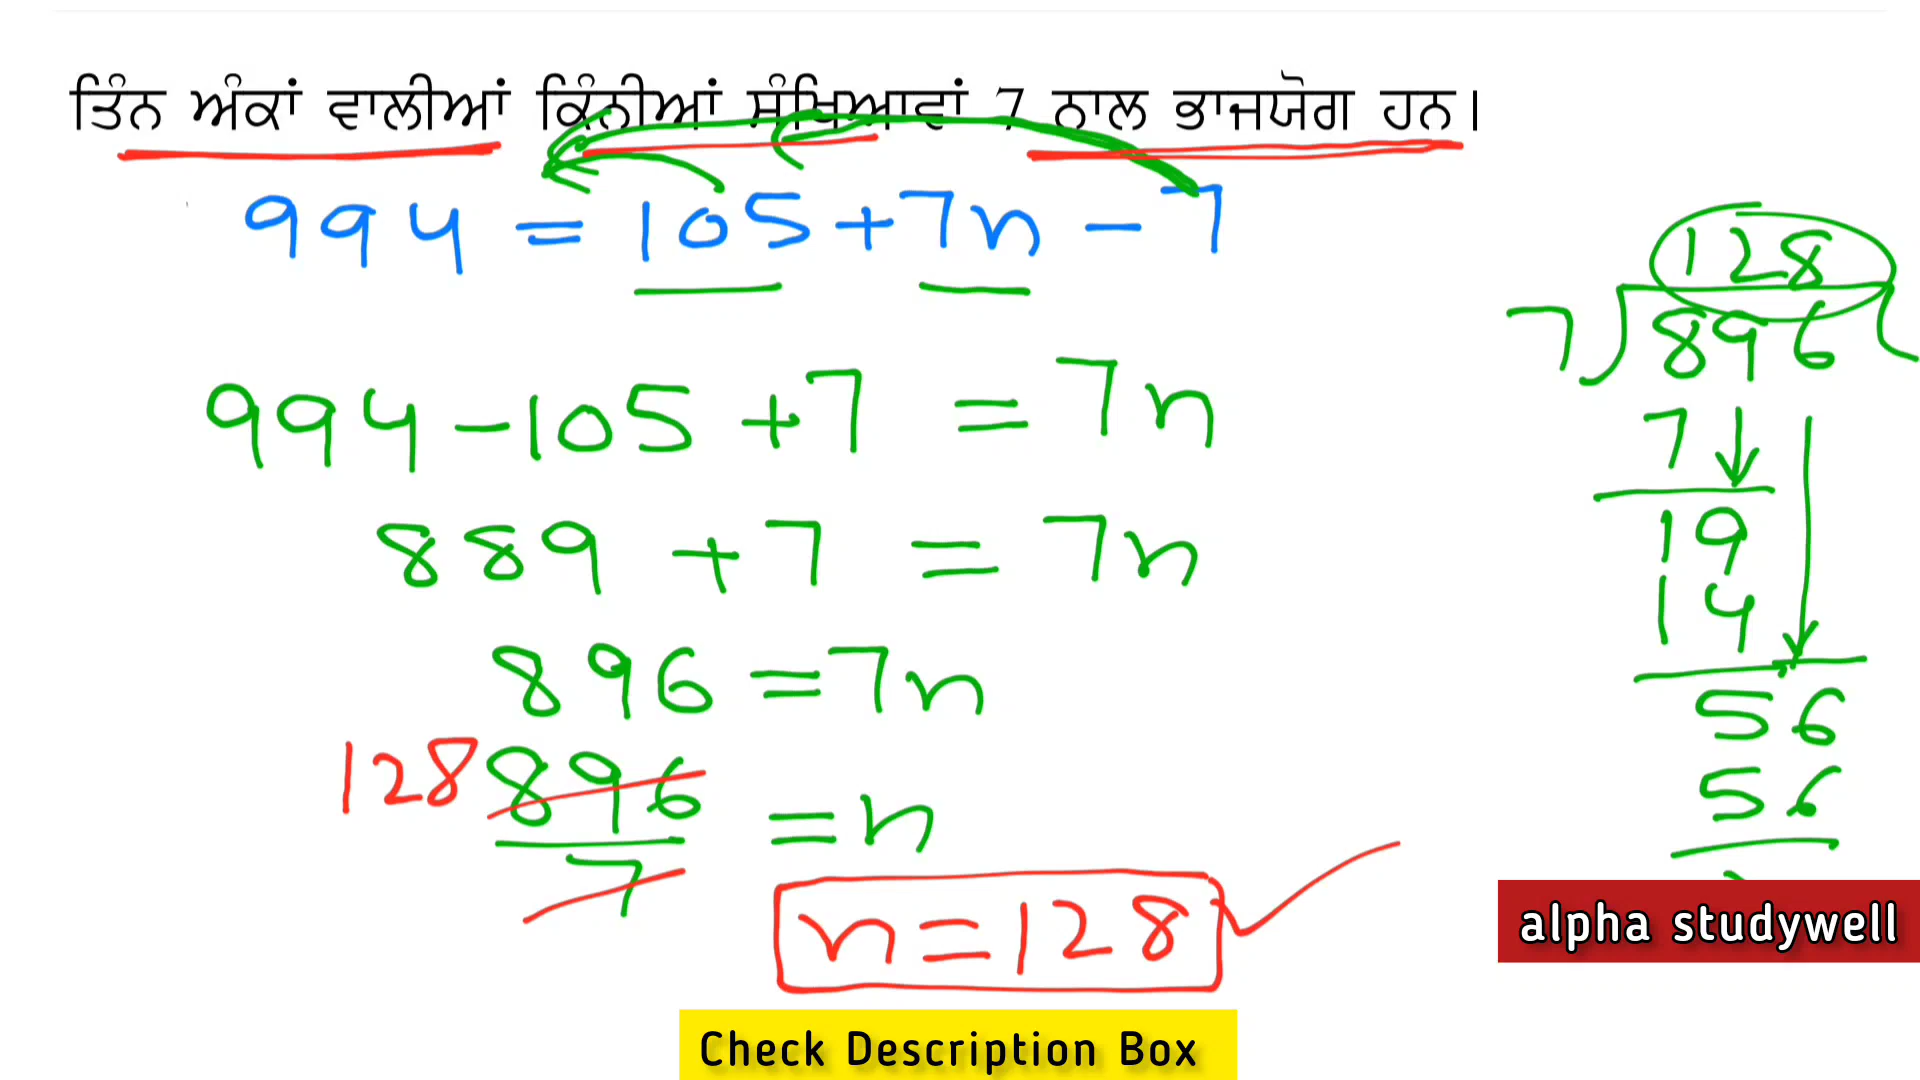 ਤਿੰਨ ਅੰਕਾਂ ਵਾਲੀਆਂ ਕਿੰਨੀਆਂ ਸੰਖਿਆਵਾਂ 7 ਨਾਲ ਭਾਜਯੋਗ ਹਨ।
994 = 105 + 7n - 7
994 - 105 + 7 = 7n
889 + 7 = 7n
896 = 7n
128 896
7
= n
n = 128
128
7 896
7
19
14
56
56
alpha studywell
Check Description Box